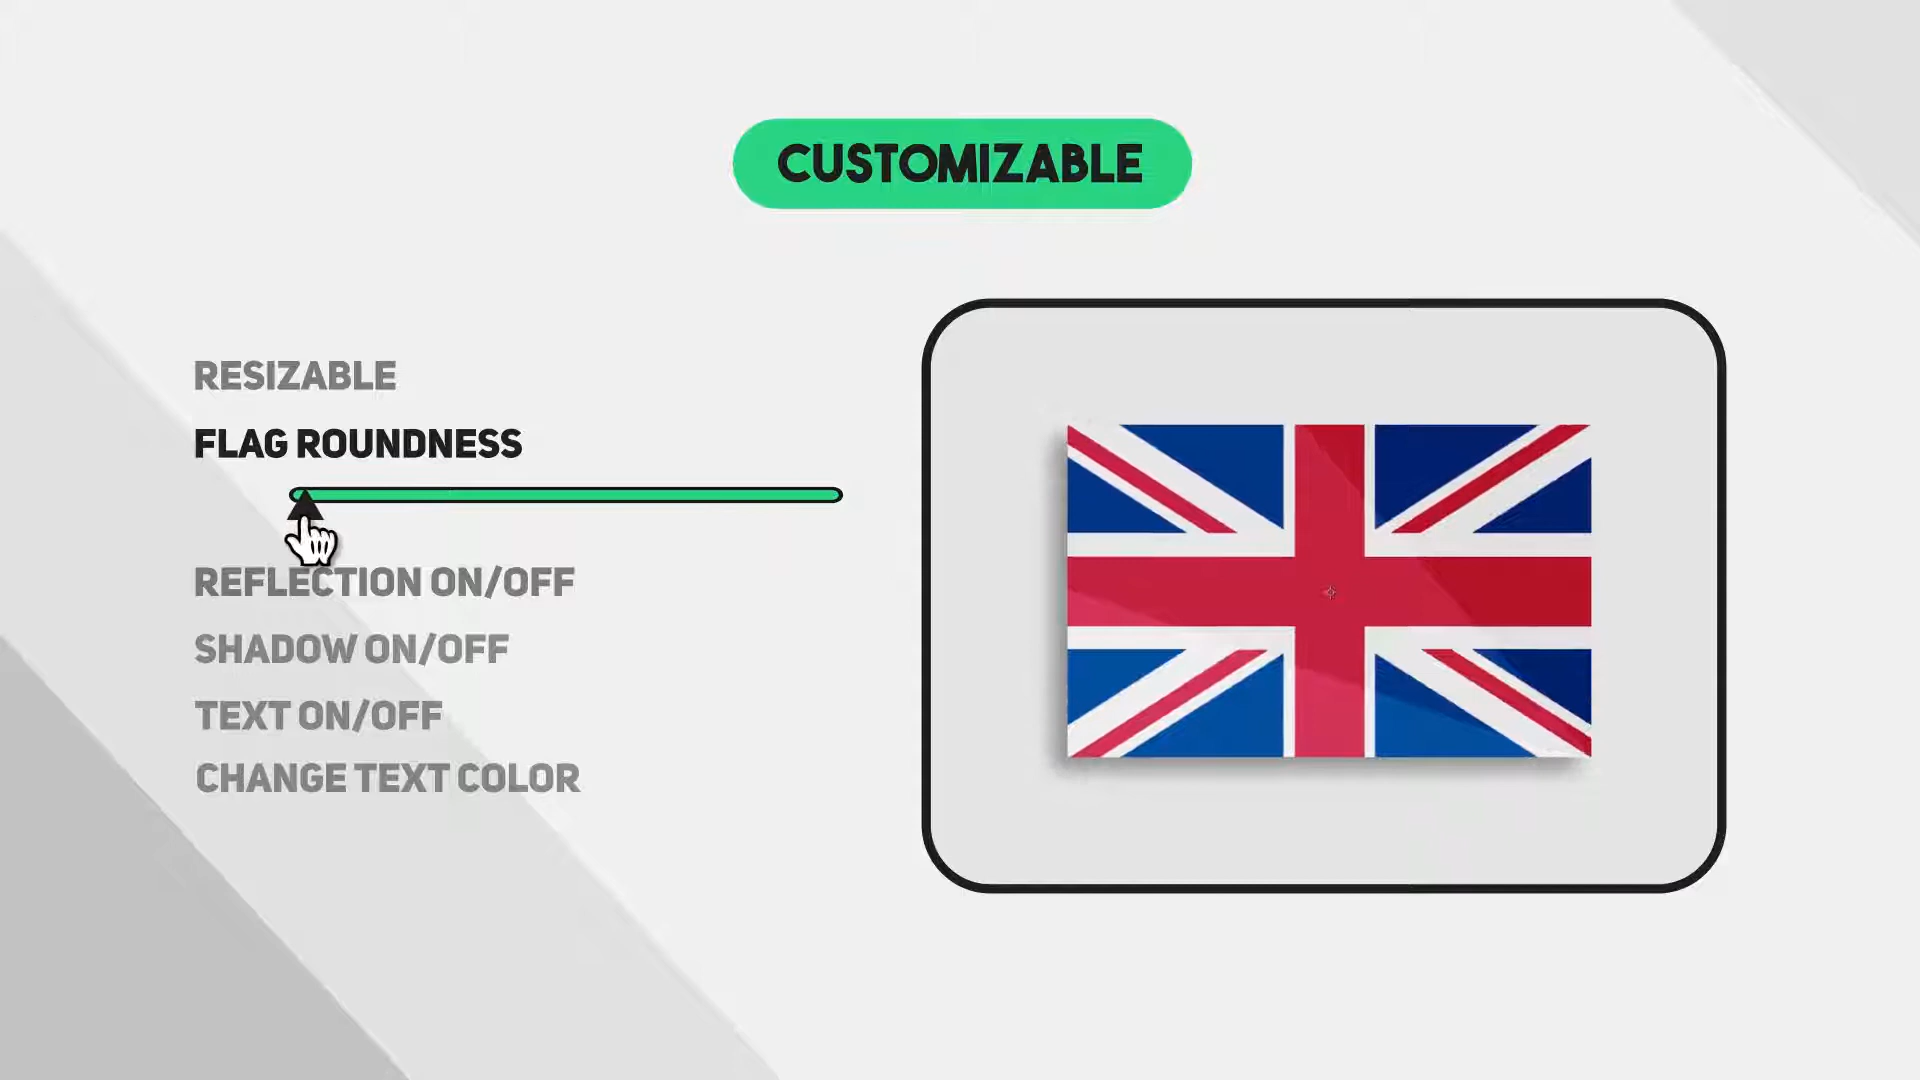 CUSTOMIZABLE
RESIZABLE
FLAG ROUNDNESS
REFLECTION ON/OFF
SHADOW ON/OFF
TEXT ON/OFF
CHANGE TEXT COLOR